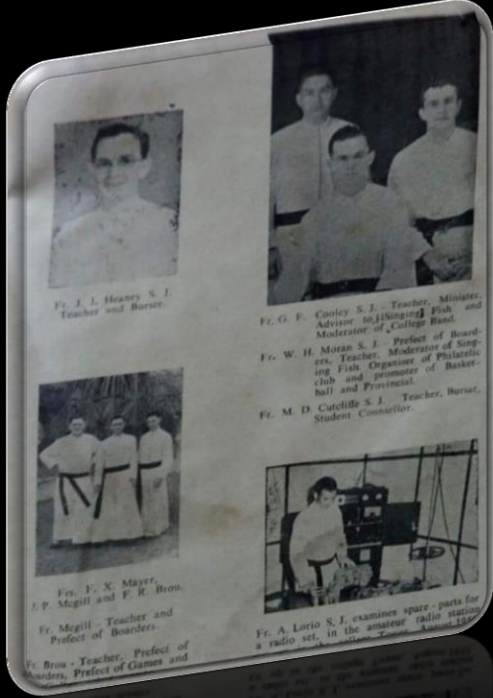 Fr. J. J. Heaney S. J.
Teacher and Bursar.
Fr. G. F. Cooley S. J. - Teacher, Minister,
Advisor to [Singing] Fish and
Moderator of College Band.
Fr. W. H. Moran S. J. - Prefect of Board-
ers, Teacher, Moderator of Sing-
ing Fish Organiser of Philatelic
club and promoter of Basket-
ball and Provincial.
Fr. M. D. Cutcliffe S. J. Teacher, Bursar,
Student Counsellor.
Frs. F. X. Mayer,
J. P. Mcgill and F. R. Brou.
Fr. Mcgill - Teacher and
Prefect of Boarders.
Fr. Brou - Teacher, Prefect of
Boarders, Prefect of Games and
Fr. A. Lorio S. J. examines spare - parts for
a radio set, in the amateur radio station
college Tower, August